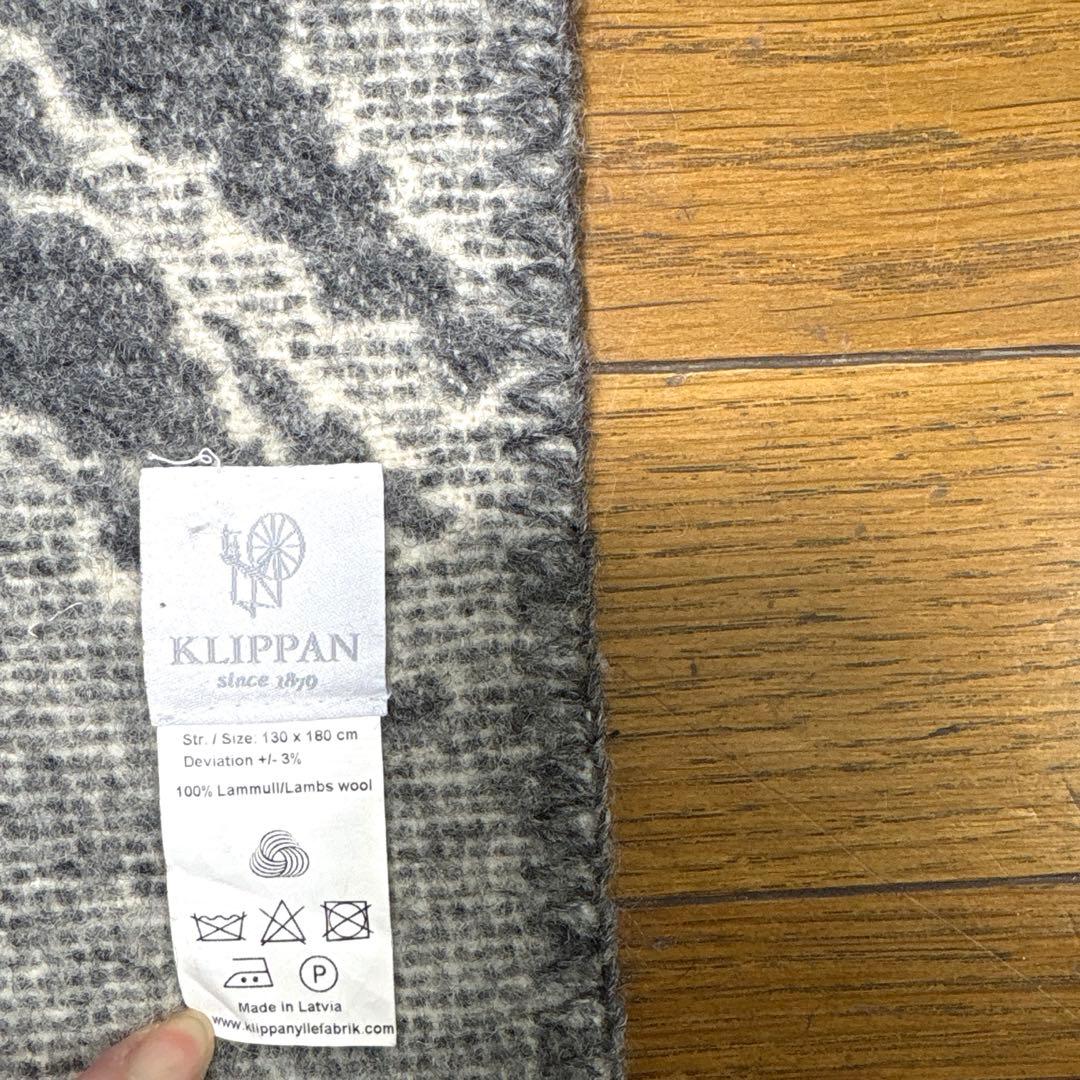 KLIPPAN
since 1879
Str. / Size: 130 x 180 cm
Deviation +/- 3%
100% Lammull/Lambs wool
P
Made in Latvia
www.klippanyllefabrik.com